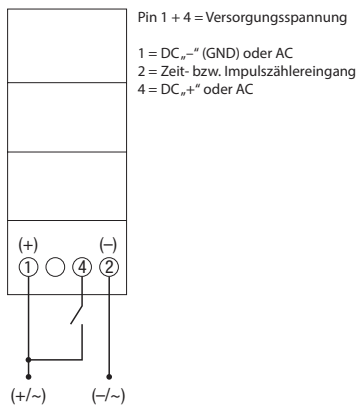 Pin 1 + 4 = Versorgungsspannung
1 = DC„–“ (GND) oder AC
2 = Zeit- bzw. Impulszählereingang
4 = DC„+“ oder AC
(+) (–)
1 4 2
(+/~) (–/~)